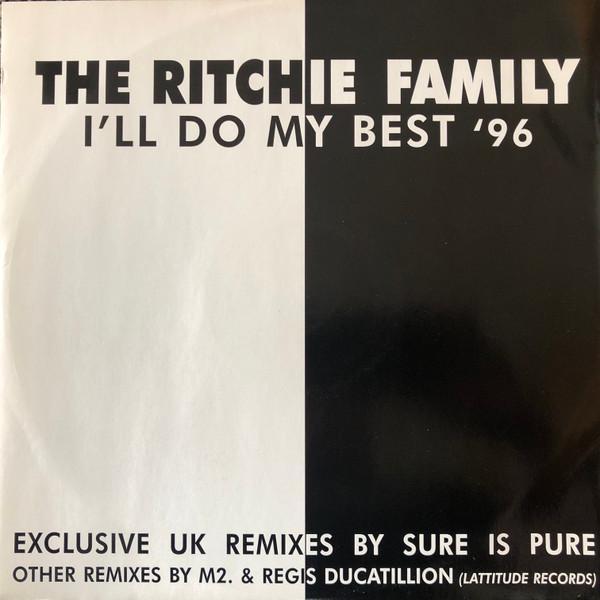 THE RITCHIE FAMILY
I'LL DO MY BEST '96
EXCLUSIVE UK REMIXES BY SURE IS PURE
OTHER REMIXES BY M2. & REGIS DUCATILLION (LATTITUDE RECORDS)